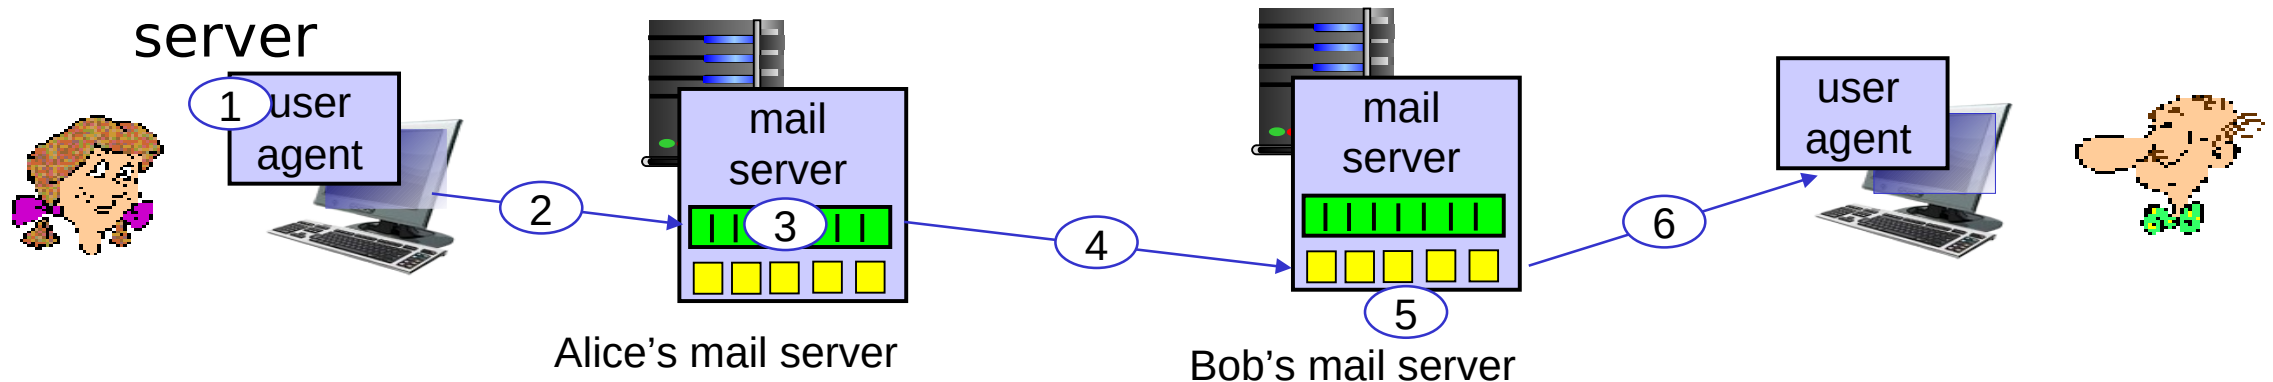 server
1
user
agent
2
mail
server
3
Alice’s mail server
4
mail
server
5
Bob’s mail server
6
user
agent